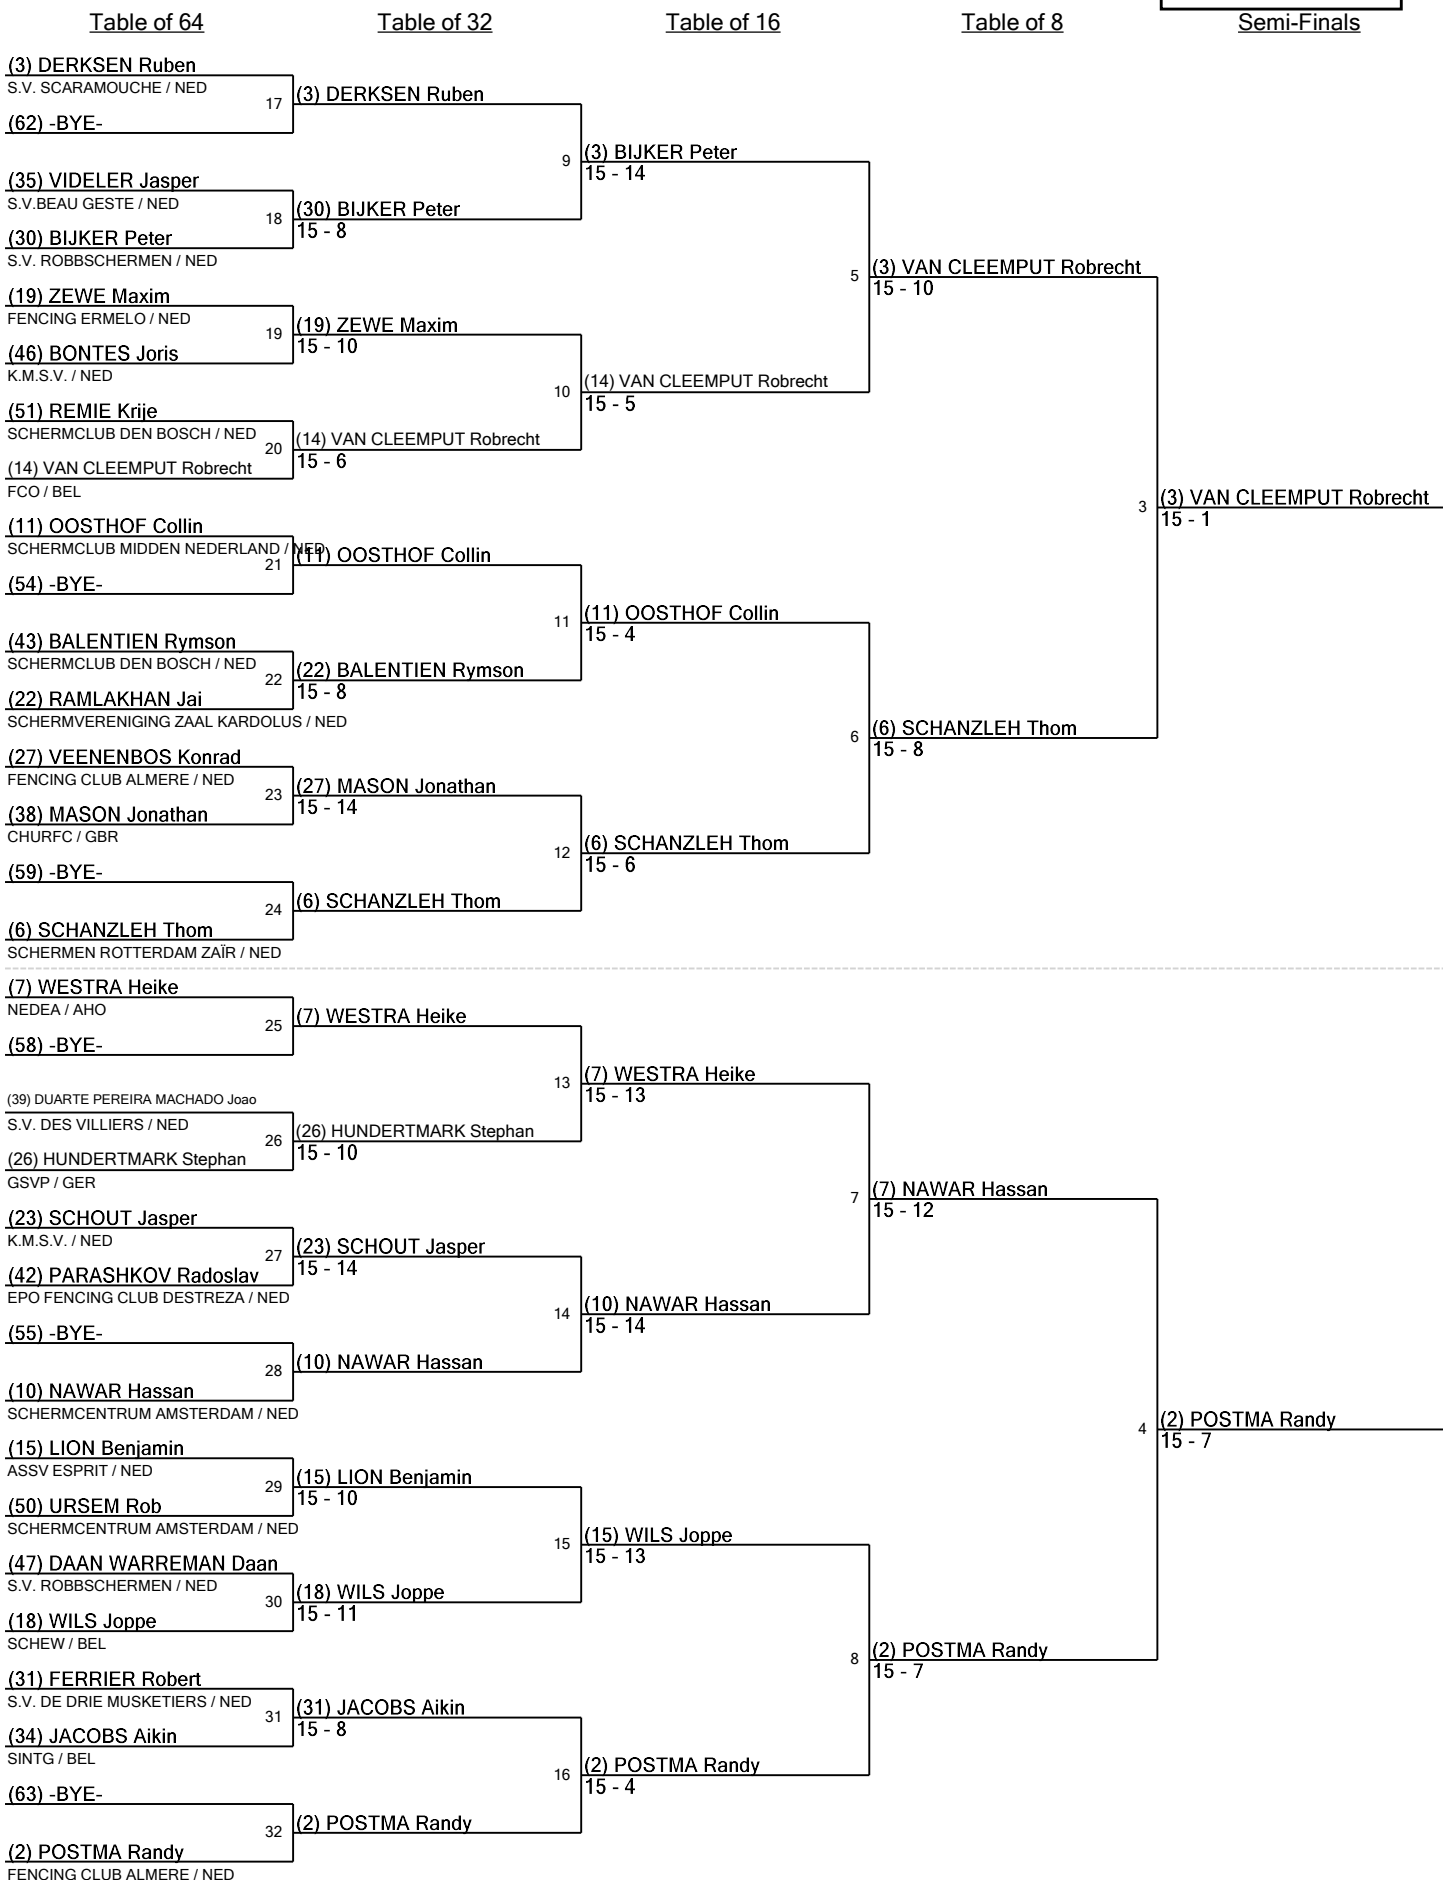 Table of 64
Table of 32
Table of 16
Table of 8
Semi-Finals
(3) DERKSEN Ruben
S.V. SCARAMOUCHE / NED
17
(62) -BYE-
(35) VIDELER Jasper
S.V.BEAU GESTE / NED
18
(30) BIJKER Peter
S.V. ROBBSCHERMEN / NED
(19) ZEWE Maxim
FENCING ERMELO / NED
19
(46) BONTES Joris
K.M.S.V. / NED
(51) REMIE Krije
SCHERMCLUB DEN BOSCH / NED
20
(14) VAN CLEEMPUT Robrecht
FCO / BEL
(11) OOSTHOF Collin
SCHERMCLUB MIDDEN NEDERLAND / NED
21
(54) -BYE-
(43) BALENTIEN Rymson
SCHERMCLUB DEN BOSCH / NED
22
(22) RAMLAKHAN Jai
SCHERMVERENIGING ZAAL KARDOLUS / NED
(27) VEENENBOS Konrad
FENCING CLUB ALMERE / NED
23
(38) MASON Jonathan
CHURFC / GBR
(59) -BYE-
24
(6) SCHANZLEH Thom
SCHERMEN ROTTERDAM ZAÏR / NED
(7) WESTRA Heike
NEDEA / AHO
25
(58) -BYE-
(39) DUARTE PEREIRA MACHADO Joao
S.V. DES VILLIERS / NED
26
(26) HUNDERTMARK Stephan
GSVP / GER
(23) SCHOUT Jasper
K.M.S.V. / NED
27
(42) PARASHKOV Radoslav
EPO FENCING CLUB DESTREZA / NED
(55) -BYE-
28
(10) NAWAR Hassan
SCHERMCENTRUM AMSTERDAM / NED
(15) LION Benjamin
ASSV ESPRIT / NED
29
(50) URSEM Rob
SCHERMCENTRUM AMSTERDAM / NED
(47) DAAN WARREMAN Daan
S.V. ROBBSCHERMEN / NED
30
(18) WILS Joppe
SCHEW / BEL
(31) FERRIER Robert
S.V. DE DRIE MUSKETIERS / NED
31
(34) JACOBS Aikin
SINTG / BEL
(63) -BYE-
32
(2) POSTMA Randy
FENCING CLUB ALMERE / NED
(3) DERKSEN Ruben
9
(30) BIJKER Peter
15 - 8
(19) ZEWE Maxim
15 - 10
10
(14) VAN CLEEMPUT Robrecht
15 - 6
(11) OOSTHOF Collin
11
(22) BALENTIEN Rymson
15 - 8
(27) MASON Jonathan
15 - 14
12
(6) SCHANZLEH Thom
(7) WESTRA Heike
13
(26) HUNDERTMARK Stephan
15 - 10
(23) SCHOUT Jasper
15 - 14
14
(10) NAWAR Hassan
(15) LION Benjamin
15 - 10
15
(18) WILS Joppe
15 - 11
(31) JACOBS Aikin
15 - 8
16
(2) POSTMA Randy
(3) BIJKER Peter
15 - 14
5
(14) VAN CLEEMPUT Robrecht
15 - 5
(11) OOSTHOF Collin
15 - 4
6
(6) SCHANZLEH Thom
15 - 6
(7) WESTRA Heike
15 - 13
7
(10) NAWAR Hassan
15 - 14
(15) WILS Joppe
15 - 13
8
(2) POSTMA Randy
15 - 4
(3) VAN CLEEMPUT Robrecht
15 - 10
3
(6) SCHANZLEH Thom
15 - 8
(7) NAWAR Hassan
15 - 12
4
(2) POSTMA Randy
15 - 7
(3) VAN CLEEMPUT Robrecht
15 - 1
(2) POSTMA Randy
15 - 7